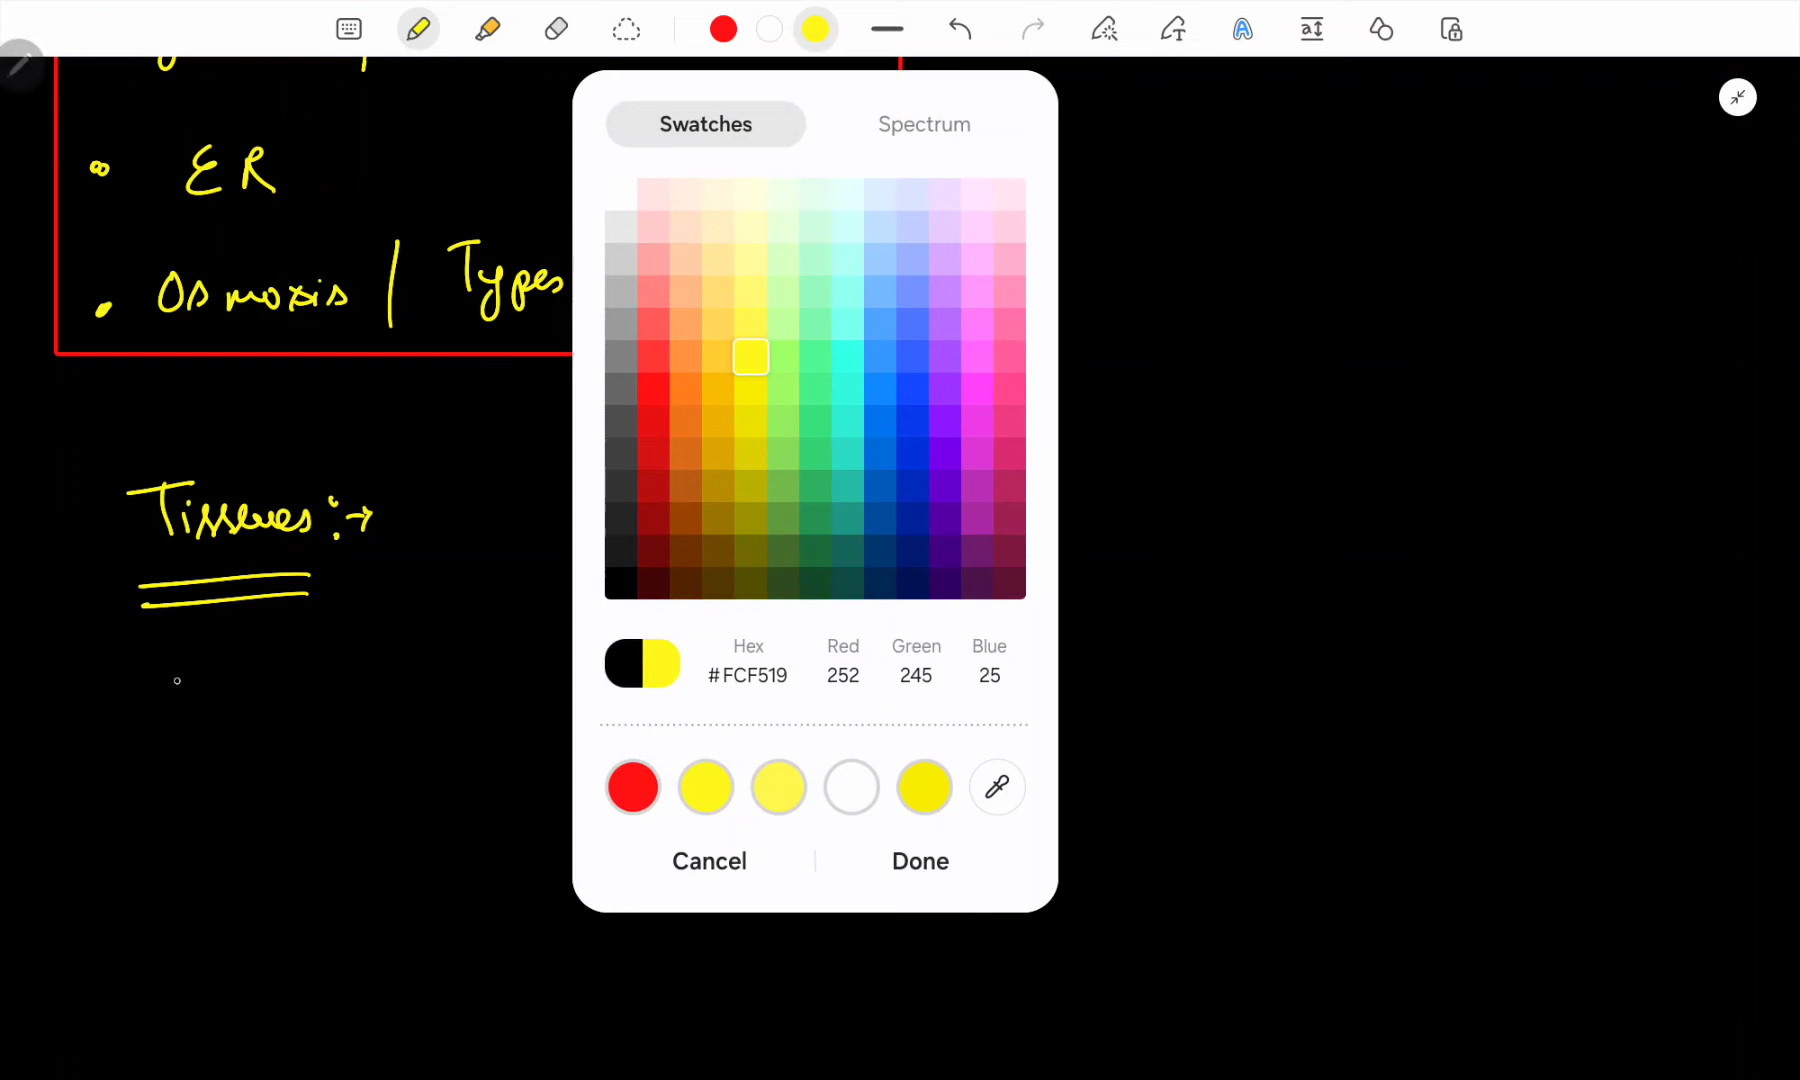 • ER
• Osmosis | Types
Tissues :→
Swatches Spectrum
Hex Red Green Blue
#FCF519 252 245 25
Cancel Done